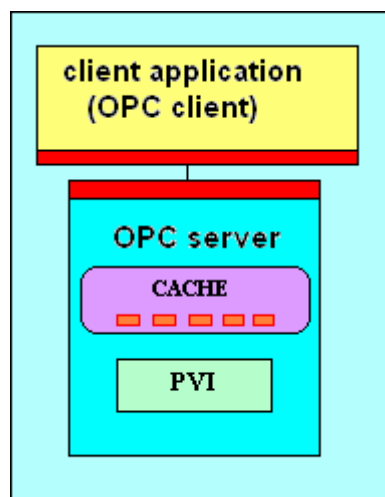 client application
(OPC client)
OPC server
CACHE
PVI